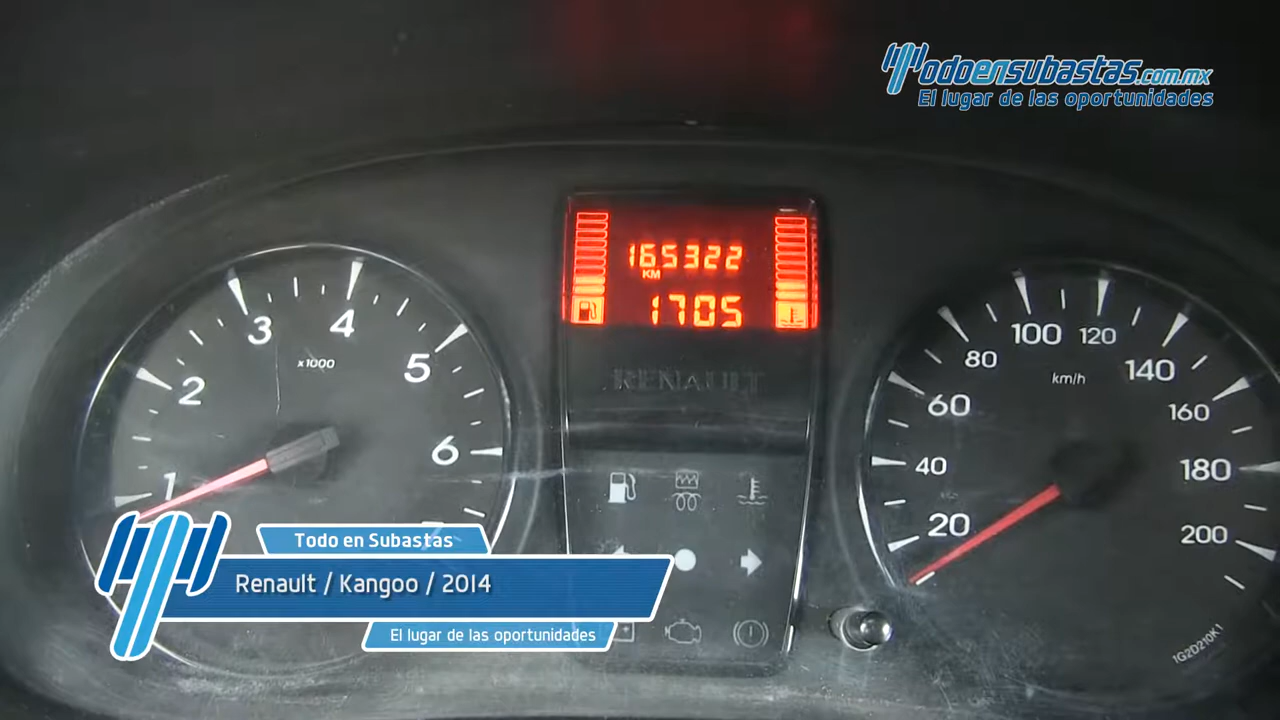 Todoensubastas.com.mx
El lugar de las oportunidades
165322
KM
1705
RENAULT
1
2
3
4
5
6
7
x1000
20
40
60
80
100
120
140
160
180
200
km/h
1G2D210K1
Todo en Subastas
Renault / Kangoo / 2014
El lugar de las oportunidades